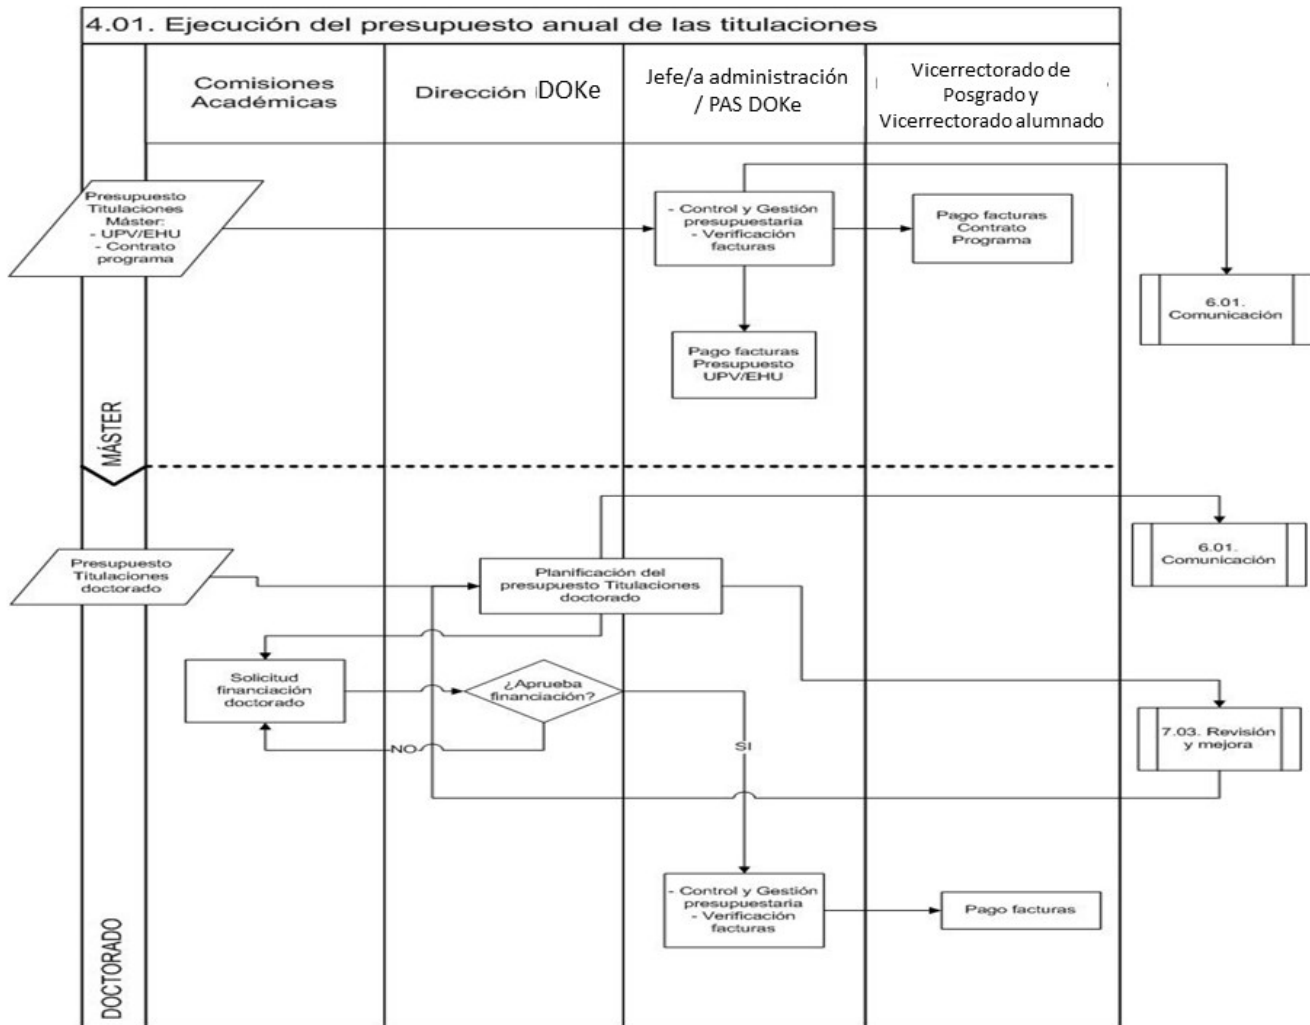 4.01. Ejecución del presupuesto anual de las titulaciones
Comisiones
Académicas
Dirección DOKe
Jefe/a administración
/ PAS DOKe
Vicerrectorado de
Posgrado y
Vicerrectorado alumnado
Presupuesto
Titulaciones
Máster:
- UPV/EHU
- Contrato
programa
- Control y Gestión
presupuestaria
- Verificación
facturas
Pago facturas
Contrato
Programa
6.01.
Comunicación
Pago facturas
Presupuesto
UPV/EHU
MÁSTER
Presupuesto
Titulaciones
doctorado
Planificación del
presupuesto Titulaciones
doctorado
6.01.
Comunicación
Solicitud
financiación
doctorado
¿Aprueba
financiación?
NO
SI
7.03. Revisión
y mejora
- Control y Gestión
presupuestaria
- Verificación
facturas
Pago facturas
DOCTORADO